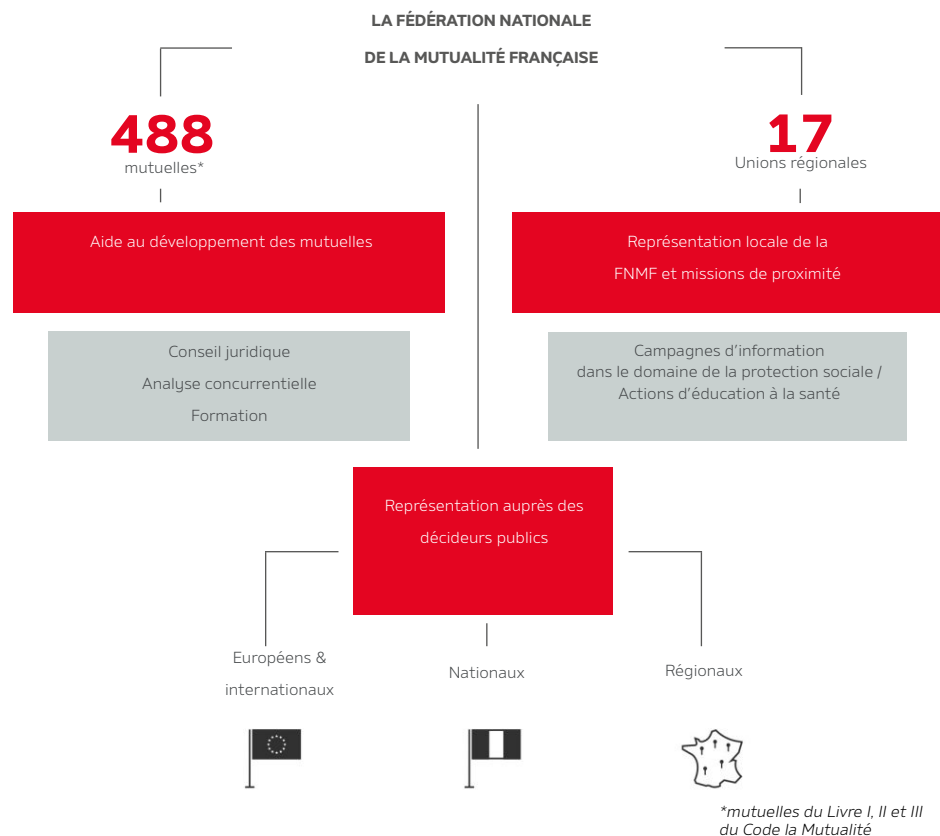 LA FÉDÉRATION NATIONALE
DE LA MUTUALITÉ FRANÇAISE
488
mutuelles*
17
Unions régionales
Aide au développement des mutuelles
Représentation locale de la
FNMF et missions de proximité
Conseil juridique
Analyse concurrentielle
Formation
Campagnes d'information
dans le domaine de la protection sociale /
Actions d'éducation à la santé
Représentation auprès des
décideurs publics
Européens &
internationaux
Nationaux
Régionaux
*mutuelles du Livre I, II et III
du Code la Mutualité